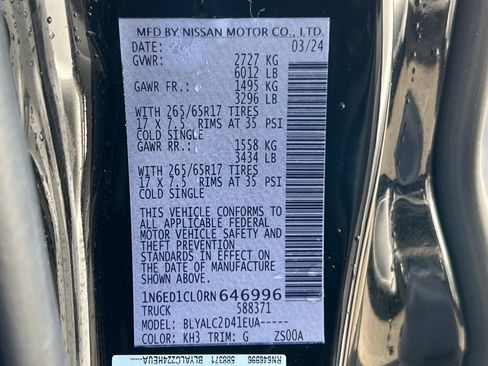 MFD BY NISSAN MOTOR CO., LTD.
DATE: 03/24
GVWR: 2727 KG
6012 LB
GAWR FR.: 1495 KG
3296 LB
WITH 265/65R17 TIRES
17 X 7.5 RIMS AT 35 PSI
COLD SINGLE
GAWR RR.: 1558 KG
3434 LB
WITH 265/65R17 TIRES
17 X 7.5 RIMS AT 35 PSI
COLD SINGLE
THIS VEHICLE CONFORMS TO
ALL APPLICABLE FEDERAL
MOTOR VEHICLE SAFETY AND
THEFT PREVENTION
STANDARDS IN EFFECT ON
THE DATE OF MANUFACTURE
SHOWN ABOVE.
1N6ED1CL0RN646996
TRUCK 588371
MODEL: BLYALC2D41EUA-----
COLOR: KH3 TRIM: G ZS00A
RN646996 588371 BLYALC2Z24HEUA-----